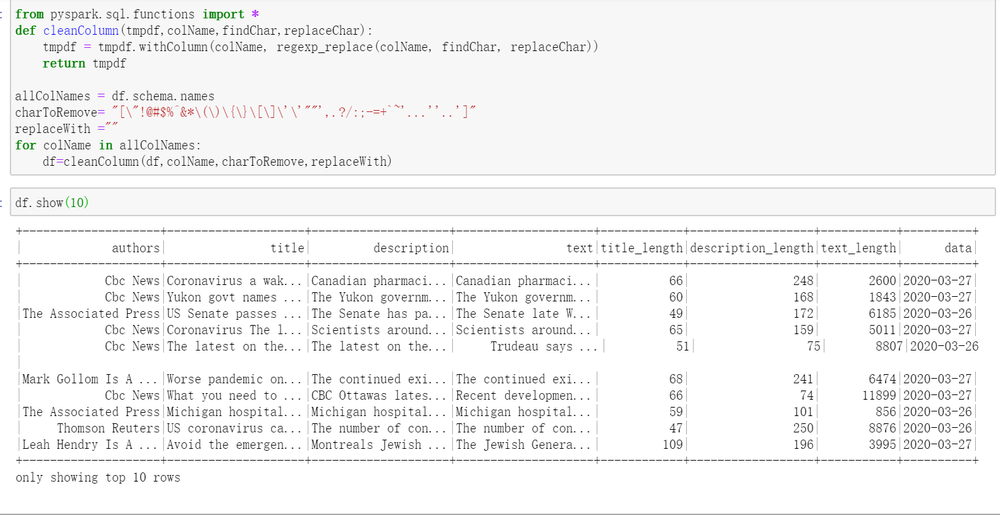 from pyspark.sql.functions import *
def cleanColumn(tmpdf,colName,findChar,replaceChar):
    tmpdf = tmpdf.withColumn(colName, regexp_replace(colName, findChar, replaceChar))
    return tmpdf

allColNames = df.schema.names
charToRemove= "[\"!@#$%^&*\(\)\{\}\[\]\'\'""',.?/:;-=+`~'...''..']"
replaceWith =""
for colName in allColNames:
    df=cleanColumn(df,colName,charToRemove,replaceWith)
df.show(10)
+--------------------+--------------------+--------------------+--------------------+------------+------------------+-----------+----------+
|             authors|               title|         description|                text|title_length|description_length|text_length|      data|
+--------------------+--------------------+--------------------+--------------------+------------+------------------+-----------+----------+
|            Cbc News|Coronavirus a wak...|Canadian pharmaci...|Canadian pharmaci...|          66|               248|       2600|2020-03-27|
|            Cbc News|Yukon govt names ...|The Yukon governm...|The Yukon governm...|          60|               168|       1843|2020-03-27|
|The Associated Press|US Senate passes ...|The Senate has pa...|The Senate late W...|          49|               172|       6185|2020-03-26|
|            Cbc News|Coronavirus The l...|Scientists around...|Scientists around...|          65|               159|       5011|2020-03-27|
|            Cbc News|The latest on the...|The latest on the...|     Trudeau says ...|          51|                75|       8807|2020-03-26
|
|Mark Gollom Is A ...|Worse pandemic on...|The continued exi...|The continued exi...|          68|               241|       6474|2020-03-27|
|            Cbc News|What you need to ...|CBC Ottawas lates...|Recent developmen...|          66|                74|      11899|2020-03-27|
|The Associated Press|Michigan hospital...|Michigan hospital...|Michigan hospital...|          59|               101|        856|2020-03-26|
|     Thomson Reuters|US coronavirus ca...|The number of con...|The number of con...|          47|               250|       8876|2020-03-26|
|Leah Hendry Is A ...|Avoid the emergen...|Montreals Jewish ...|The Jewish Genera...|         109|               196|       3995|2020-03-27|
+--------------------+--------------------+--------------------+--------------------+------------+------------------+-----------+----------+
only showing top 10 rows